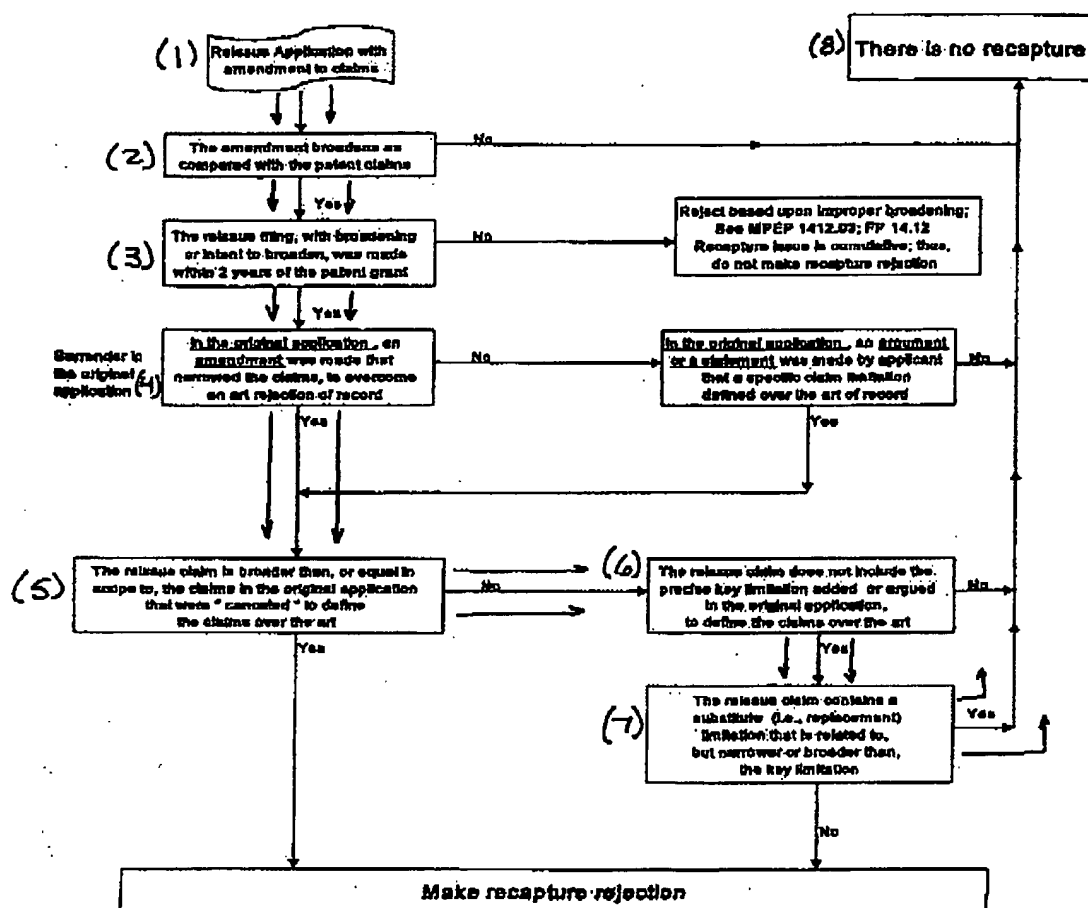 (1)
Reissue Application with
amendment to claims
(8)
There is no recapture
(2)
The amendment broadens as
compared with the patent claims
No
Yes
(3)
The reissue filing, with broadening
or intent to broaden, was made
within 2 years of the patent grant
No
Reject based upon improper broadening;
See MPEP 1412.03; FP 14.12
Recapture issue is cumulative; thus,
do not make recapture rejection
Yes
Surrender in
the original
application (4)
In the original application, an
amendment was made that
narrowed the claims, to overcome
an art rejection of record
No
In the original application, an argument
or a statement was made by applicant
that a specific claim limitation
defined over the art of record
No
Yes
Yes
(5)
The reissue claim is broader than, or equal in
scope to, the claims in the original application
that were "canceled" to define
the claims over the art
No
(6)
The reissue claim does not include the
precise key limitation added or argued
in the original application,
to define the claims over the art
No
Yes
Yes
(7)
The reissue claim contains a
substitute (i.e., replacement)
limitation that is related to,
but narrower or broader than,
the key limitation
Yes
No
Make recapture rejection